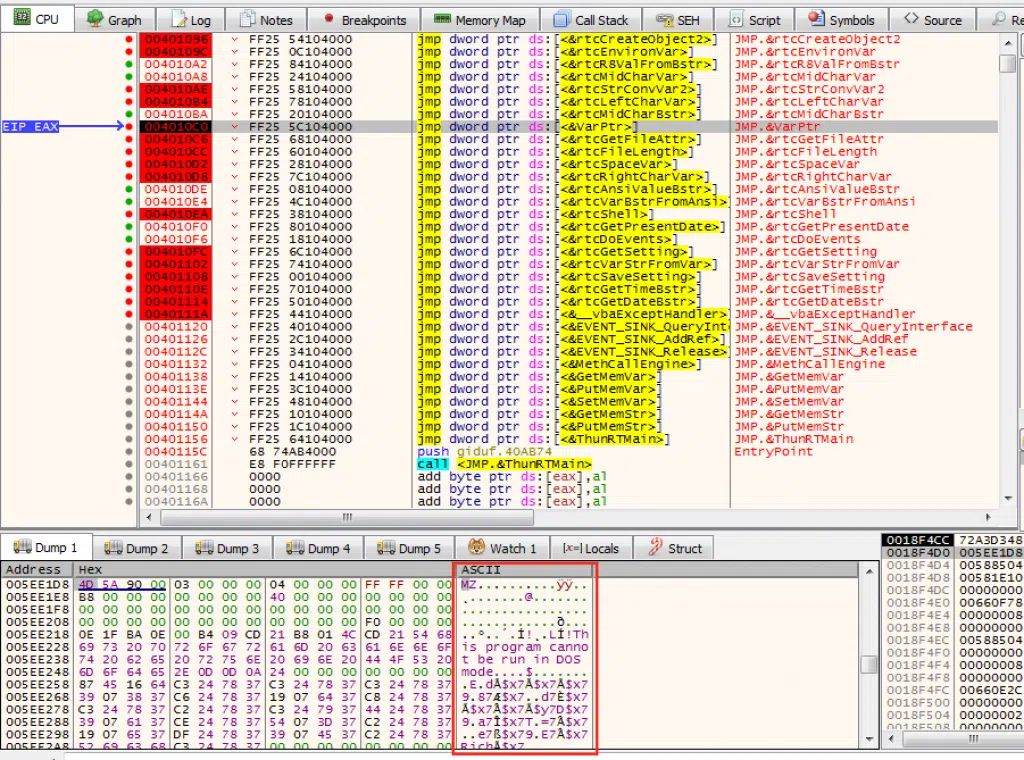 CPU Graph Log Notes Breakpoints Memory Map Call Stack SEH Script Symbols Source Re
00401096 FF25 54104000 jmp dword ptr ds:[<&rtcCreateObject2>] JMP.&rtcCreateObject2
0040109C FF25 0C104000 jmp dword ptr ds:[<&rtcEnvironVar>] JMP.&rtcEnvironVar
004010A2 FF25 84104000 jmp dword ptr ds:[<&rtcR8ValFromBstr>] JMP.&rtcR8ValFromBstr
004010A8 FF25 24104000 jmp dword ptr ds:[<&rtcMidCharVar>] JMP.&rtcMidCharVar
004010AE FF25 58104000 jmp dword ptr ds:[<&rtcStrConvVar2>] JMP.&rtcStrConvVar2
004010B4 FF25 78104000 jmp dword ptr ds:[<&rtcLeftCharVar>] JMP.&rtcLeftCharVar
004010BA FF25 20104000 jmp dword ptr ds:[<&rtcMidCharBstr>] JMP.&rtcMidCharBstr
EIP EAX 004010C0 FF25 5C104000 jmp dword ptr ds:[<&VarPtr>] JMP.&VarPtr
004010C6 FF25 68104000 jmp dword ptr ds:[<&rtcGetFileAttr>] JMP.&rtcGetFileAttr
004010CC FF25 60104000 jmp dword ptr ds:[<&rtcFileLength>] JMP.&rtcFileLength
004010D2 FF25 28104000 jmp dword ptr ds:[<&rtcSpaceVar>] JMP.&rtcSpaceVar
004010D8 FF25 7C104000 jmp dword ptr ds:[<&rtcRightCharVar>] JMP.&rtcRightCharVar
004010DE FF25 08104000 jmp dword ptr ds:[<&rtcAnsiValueBstr>] JMP.&rtcAnsiValueBstr
004010E4 FF25 4C104000 jmp dword ptr ds:[<&rtcVarBstrFromAnsi> JMP.&rtcVarBstrFromAnsi
004010EA FF25 38104000 jmp dword ptr ds:[<&rtcShell>] JMP.&rtcShell
004010F0 FF25 80104000 jmp dword ptr ds:[<&rtcGetPresentDate>] JMP.&rtcGetPresentDate
004010F6 FF25 18104000 jmp dword ptr ds:[<&rtcDoEvents>] JMP.&rtcDoEvents
004010FC FF25 6C104000 jmp dword ptr ds:[<&rtcGetSetting>] JMP.&rtcGetSetting
00401102 FF25 74104000 jmp dword ptr ds:[<&rtcVarStrFromVar>] JMP.&rtcVarStrFromVar
00401108 FF25 00104000 jmp dword ptr ds:[<&rtcSaveSetting>] JMP.&rtcSaveSetting
0040110E FF25 70104000 jmp dword ptr ds:[<&rtcGetTimeBstr>] JMP.&rtcGetTimeBstr
00401114 FF25 50104000 jmp dword ptr ds:[<&rtcGetDateBstr>] JMP.&rtcGetDateBstr
0040111A FF25 44104000 jmp dword ptr ds:[<&__vbaExceptHandler> JMP.&__vbaExceptHandler
00401120 FF25 40104000 jmp dword ptr ds:[<&EVENT_SINK_QueryInte JMP.&EVENT_SINK_QueryInterface
00401126 FF25 2C104000 jmp dword ptr ds:[<&EVENT_SINK_AddRef>] JMP.&EVENT_SINK_AddRef
0040112C FF25 34104000 jmp dword ptr ds:[<&EVENT_SINK_Release>] JMP.&EVENT_SINK_Release
00401132 FF25 04104000 jmp dword ptr ds:[<&MethCallEngine>] JMP.&MethCallEngine
00401138 FF25 14104000 jmp dword ptr ds:[<&GetMemVar>] JMP.&GetMemVar
0040113E FF25 3C104000 jmp dword ptr ds:[<&PutMemVar>] JMP.&PutMemVar
00401144 FF25 48104000 jmp dword ptr ds:[<&SetMemVar>] JMP.&SetMemVar
0040114A FF25 10104000 jmp dword ptr ds:[<&GetMemStr>] JMP.&GetMemStr
00401150 FF25 1C104000 jmp dword ptr ds:[<&PutMemStr>] JMP.&PutMemStr
00401156 FF25 64104000 jmp dword ptr ds:[<&ThunRTMain>] JMP.&ThunRTMain
0040115C 68 74AB4000 push giduf.40AB74 EntryPoint
00401161 E8 F0FFFFFF call <JMP.&ThunRTMain>
00401166 0000 add byte ptr ds:[eax],al
00401168 0000 add byte ptr ds:[eax],al
0040116A 0000 add byte ptr ds:[eax],al
Dump 1 Dump 2 Dump 3 Dump 4 Dump 5 Watch 1 [x=] Locals Struct
Address Hex ASCII
005EE1D8 4D 5A 90 00 03 00 00 00 04 00 00 00 FF FF 00 00 MZ..........ÿÿ..
005EE1E8 B8 00 00 00 00 00 00 00 40 00 00 00 00 00 00 00 ¸.......@.......
005EE1F8 00 00 00 00 00 00 00 00 00 00 00 00 00 00 00 00 ................
005EE208 00 00 00 00 00 00 00 00 00 00 00 00 F0 00 00 00 ............ð...
005EE218 0E 1F BA 0E 00 B4 09 CD 21 B8 01 4C CD 21 54 68 ..º..´.Í!¸.LÍ!Th
005EE228 69 73 20 70 72 6F 67 72 61 6D 20 63 61 6E 6E 6F is program canno
005EE238 74 20 62 65 20 72 75 6E 20 69 6E 20 44 4F 53 20 t be run in DOS
005EE248 6D 6F 64 65 2E 0D 0D 0A 24 00 00 00 00 00 00 00 mode....$.......
005EE258 87 45 16 64 C3 24 78 37 C3 24 78 37 C3 24 78 37 .E.dÃ$x7Ã$x7Ã$x7
005EE268 39 07 38 37 C6 24 78 37 19 07 64 37 C8 24 78 37 9.87Æ$x7..d7È$x7
005EE278 C3 24 78 37 C2 24 78 37 C3 24 79 37 44 24 78 37 Ã$x7Â$x7Ã$y7D$x7
005EE288 39 07 61 37 CE 24 78 37 54 07 3D 37 C2 24 78 37 9.a7Î$x7T.=7Â$x7
005EE298 19 07 65 37 DF 24 78 37 39 07 45 37 C2 24 78 37 ..e7ß$x79.E7Â$x7
005EE2A8 52 69 63 68 C3 24 78 37 00 00 00 00 00 00 00 00 RichÃ$x7
0018F4CC 72A3D348
0018F4D0 005EE1D8
0018F4D4 00588504
0018F4D8 00581E10
0018F4DC 00000000
0018F4E0 00660F78
0018F4E4 00000008
0018F4E8 00000000
0018F4EC 00588504
0018F4F0 00000008
0018F4F4 00000000
0018F4F8 00000008
0018F4FC 00660E2C
0018F500 00000000
0018F504 00000002
0018F508 00000000